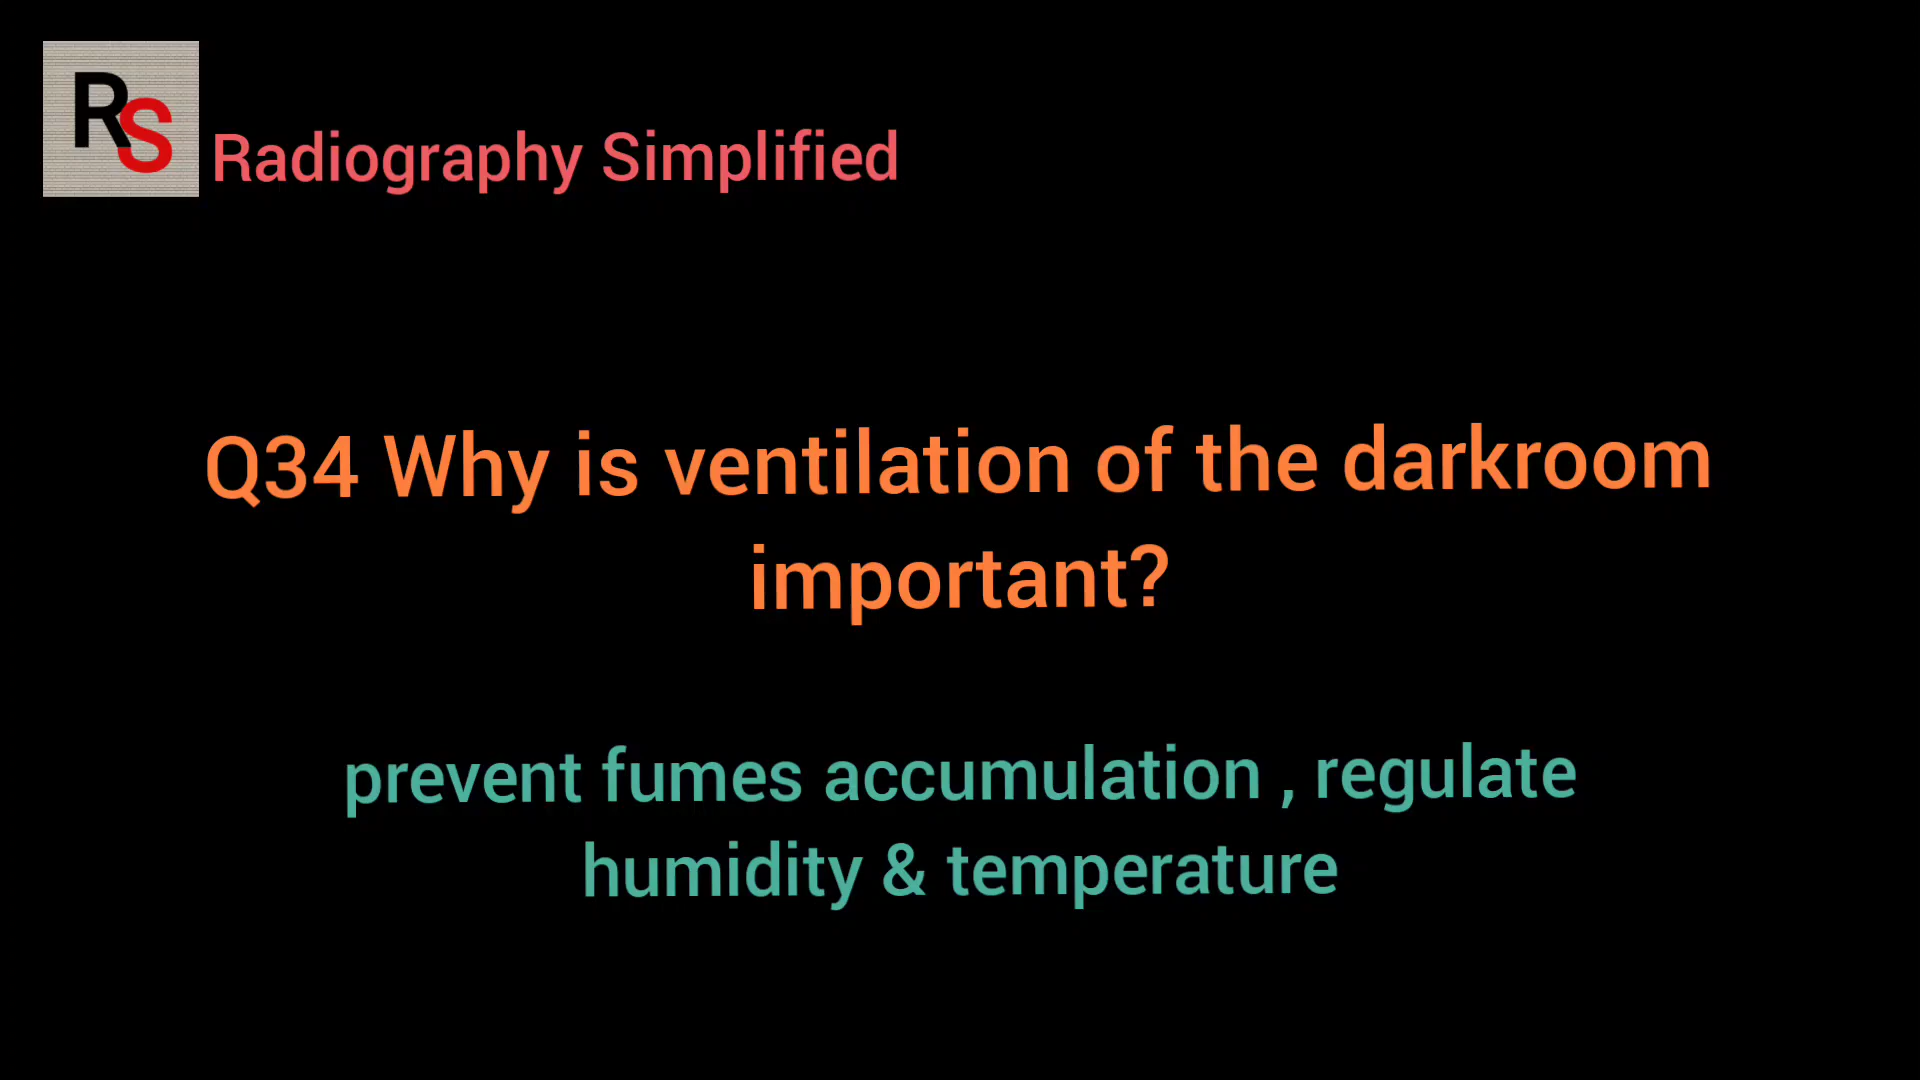 RS
Radiography Simplified
Q34 Why is ventilation of the darkroom
important?
prevent fumes accumulation , regulate
humidity & temperature